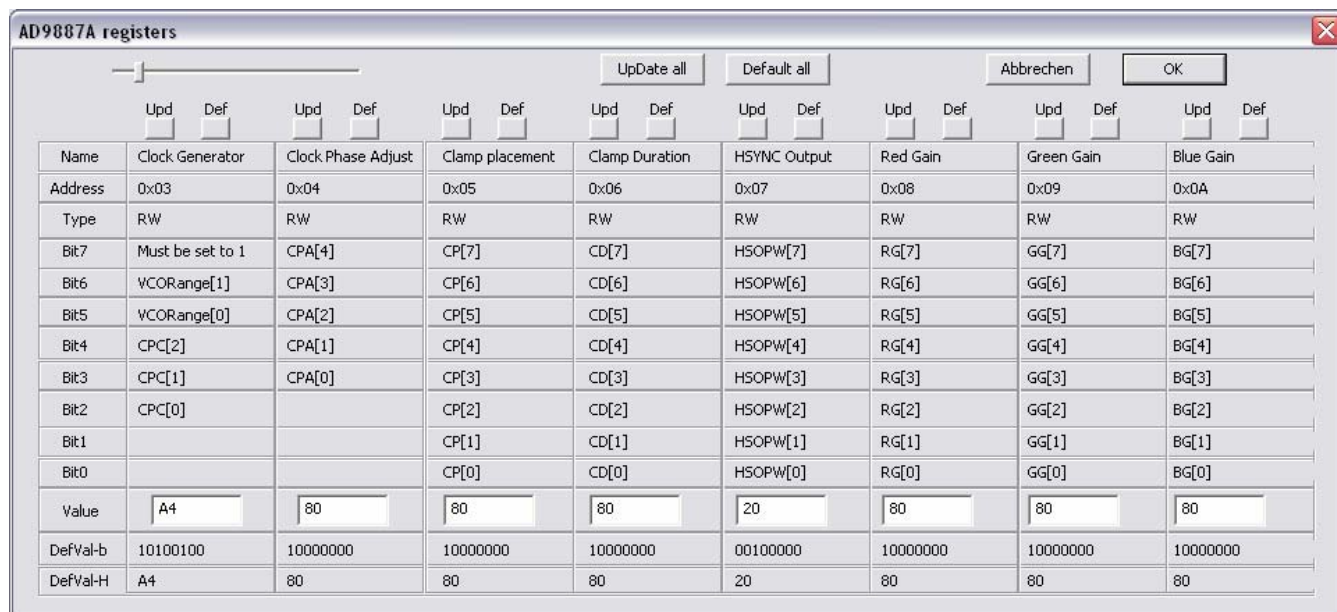 AD9887A registers
UpDate all Default all Abbrechen OK
Upd Def Upd Def Upd Def Upd Def Upd Def Upd Def Upd Def Upd Def
Name Clock Generator Clock Phase Adjust Clamp placement Clamp Duration HSYNC Output Red Gain Green Gain Blue Gain
Address 0x03 0x04 0x05 0x06 0x07 0x08 0x09 0x0A
Type RW RW RW RW RW RW RW RW
Bit7 Must be set to 1 CPA[4] CP[7] CD[7] HSOPW[7] RG[7] GG[7] BG[7]
Bit6 VCORange[1] CPA[3] CP[6] CD[6] HSOPW[6] RG[6] GG[6] BG[6]
Bit5 VCORange[0] CPA[2] CP[5] CD[5] HSOPW[5] RG[5] GG[5] BG[5]
Bit4 CPC[2] CPA[1] CP[4] CD[4] HSOPW[4] RG[4] GG[4] BG[4]
Bit3 CPC[1] CPA[0] CP[3] CD[3] HSOPW[3] RG[3] GG[3] BG[3]
Bit2 CPC[0] CP[2] CD[2] HSOPW[2] RG[2] GG[2] BG[2]
Bit1 CP[1] CD[1] HSOPW[1] RG[1] GG[1] BG[1]
Bit0 CP[0] CD[0] HSOPW[0] RG[0] GG[0] BG[0]
Value A4 80 80 80 20 80 80 80
DefVal-b 10100100 10000000 10000000 10000000 00100000 10000000 10000000 10000000
DefVal-H A4 80 80 80 20 80 80 80